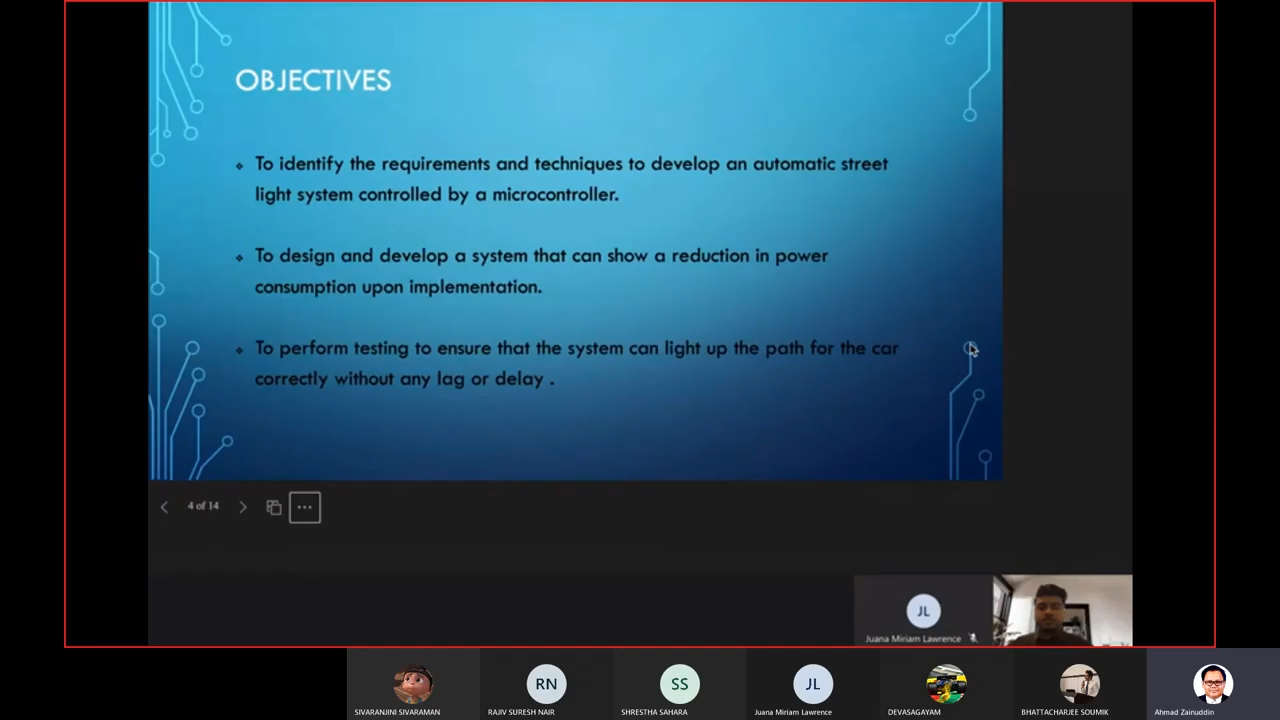 OBJECTIVES
❖ To identify the requirements and techniques to develop an automatic street
light system controlled by a microcontroller.
❖ To design and develop a system that can show a reduction in power
consumption upon implementation.
❖ To perform testing to ensure that the system can light up the path for the car
correctly without any lag or delay .
4 of 14
JL
Juana Miriam Lawrence
RN
SS
JL
SIVARANJINI SIVARAMAN
RAJIV SURESH NAIR
SHRESTHA SAHARA
Juana Miriam Lawrence
DEVASAGAYAM
BHATTACHARJEE SOUMIK
Ahmad Zainuddin